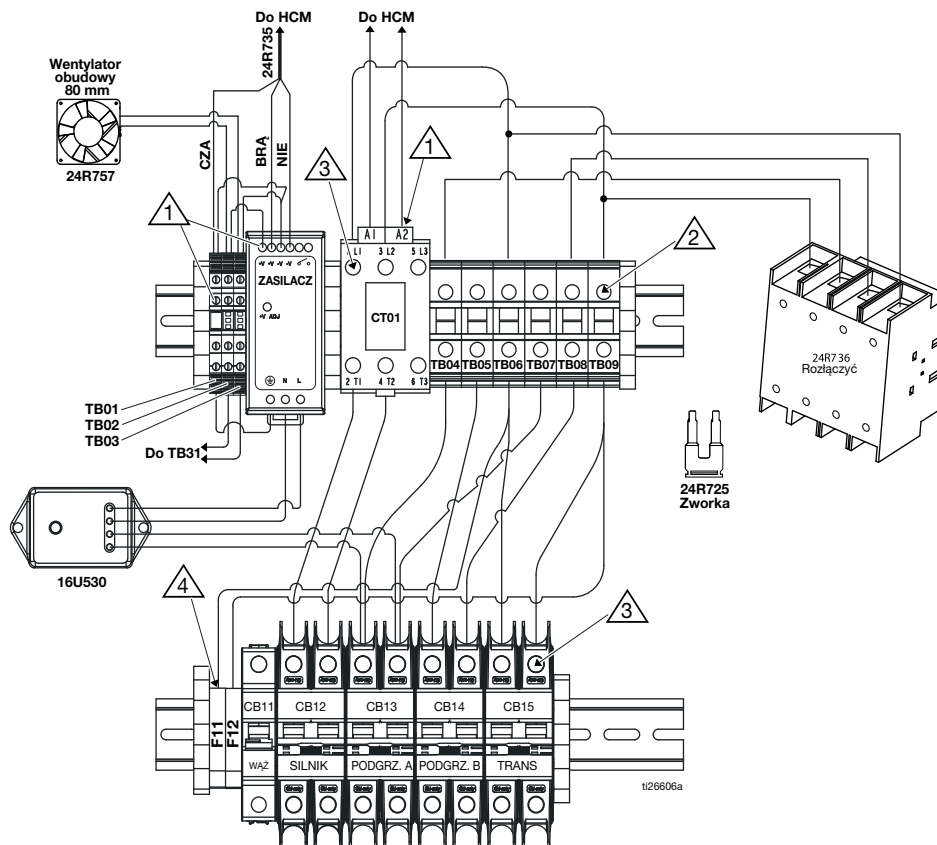 Do HCM
Do HCM
24R735
Wentylator
obudowy
80 mm
24R757
CZA
BRĄ
NIE
1
3
1
2
A1
A2
L1
3 L2
5 L3
+V +V -V -V
ZASILACZ
+V ADJ
CT01
N L
2 T1
4 T2
6 T3
TB04
TB05
TB06
TB07
TB08
TB09
24R736
Rozłączyć
TB01
TB02
TB03
Do TB31
24R725
Zworka
16U530
4
3
F11
F12
CB11
CB12
CB13
CB14
CB15
WĄŻ
SILNIK
PODGRZ. A
PODGRZ. B
TRANS
ti26606a